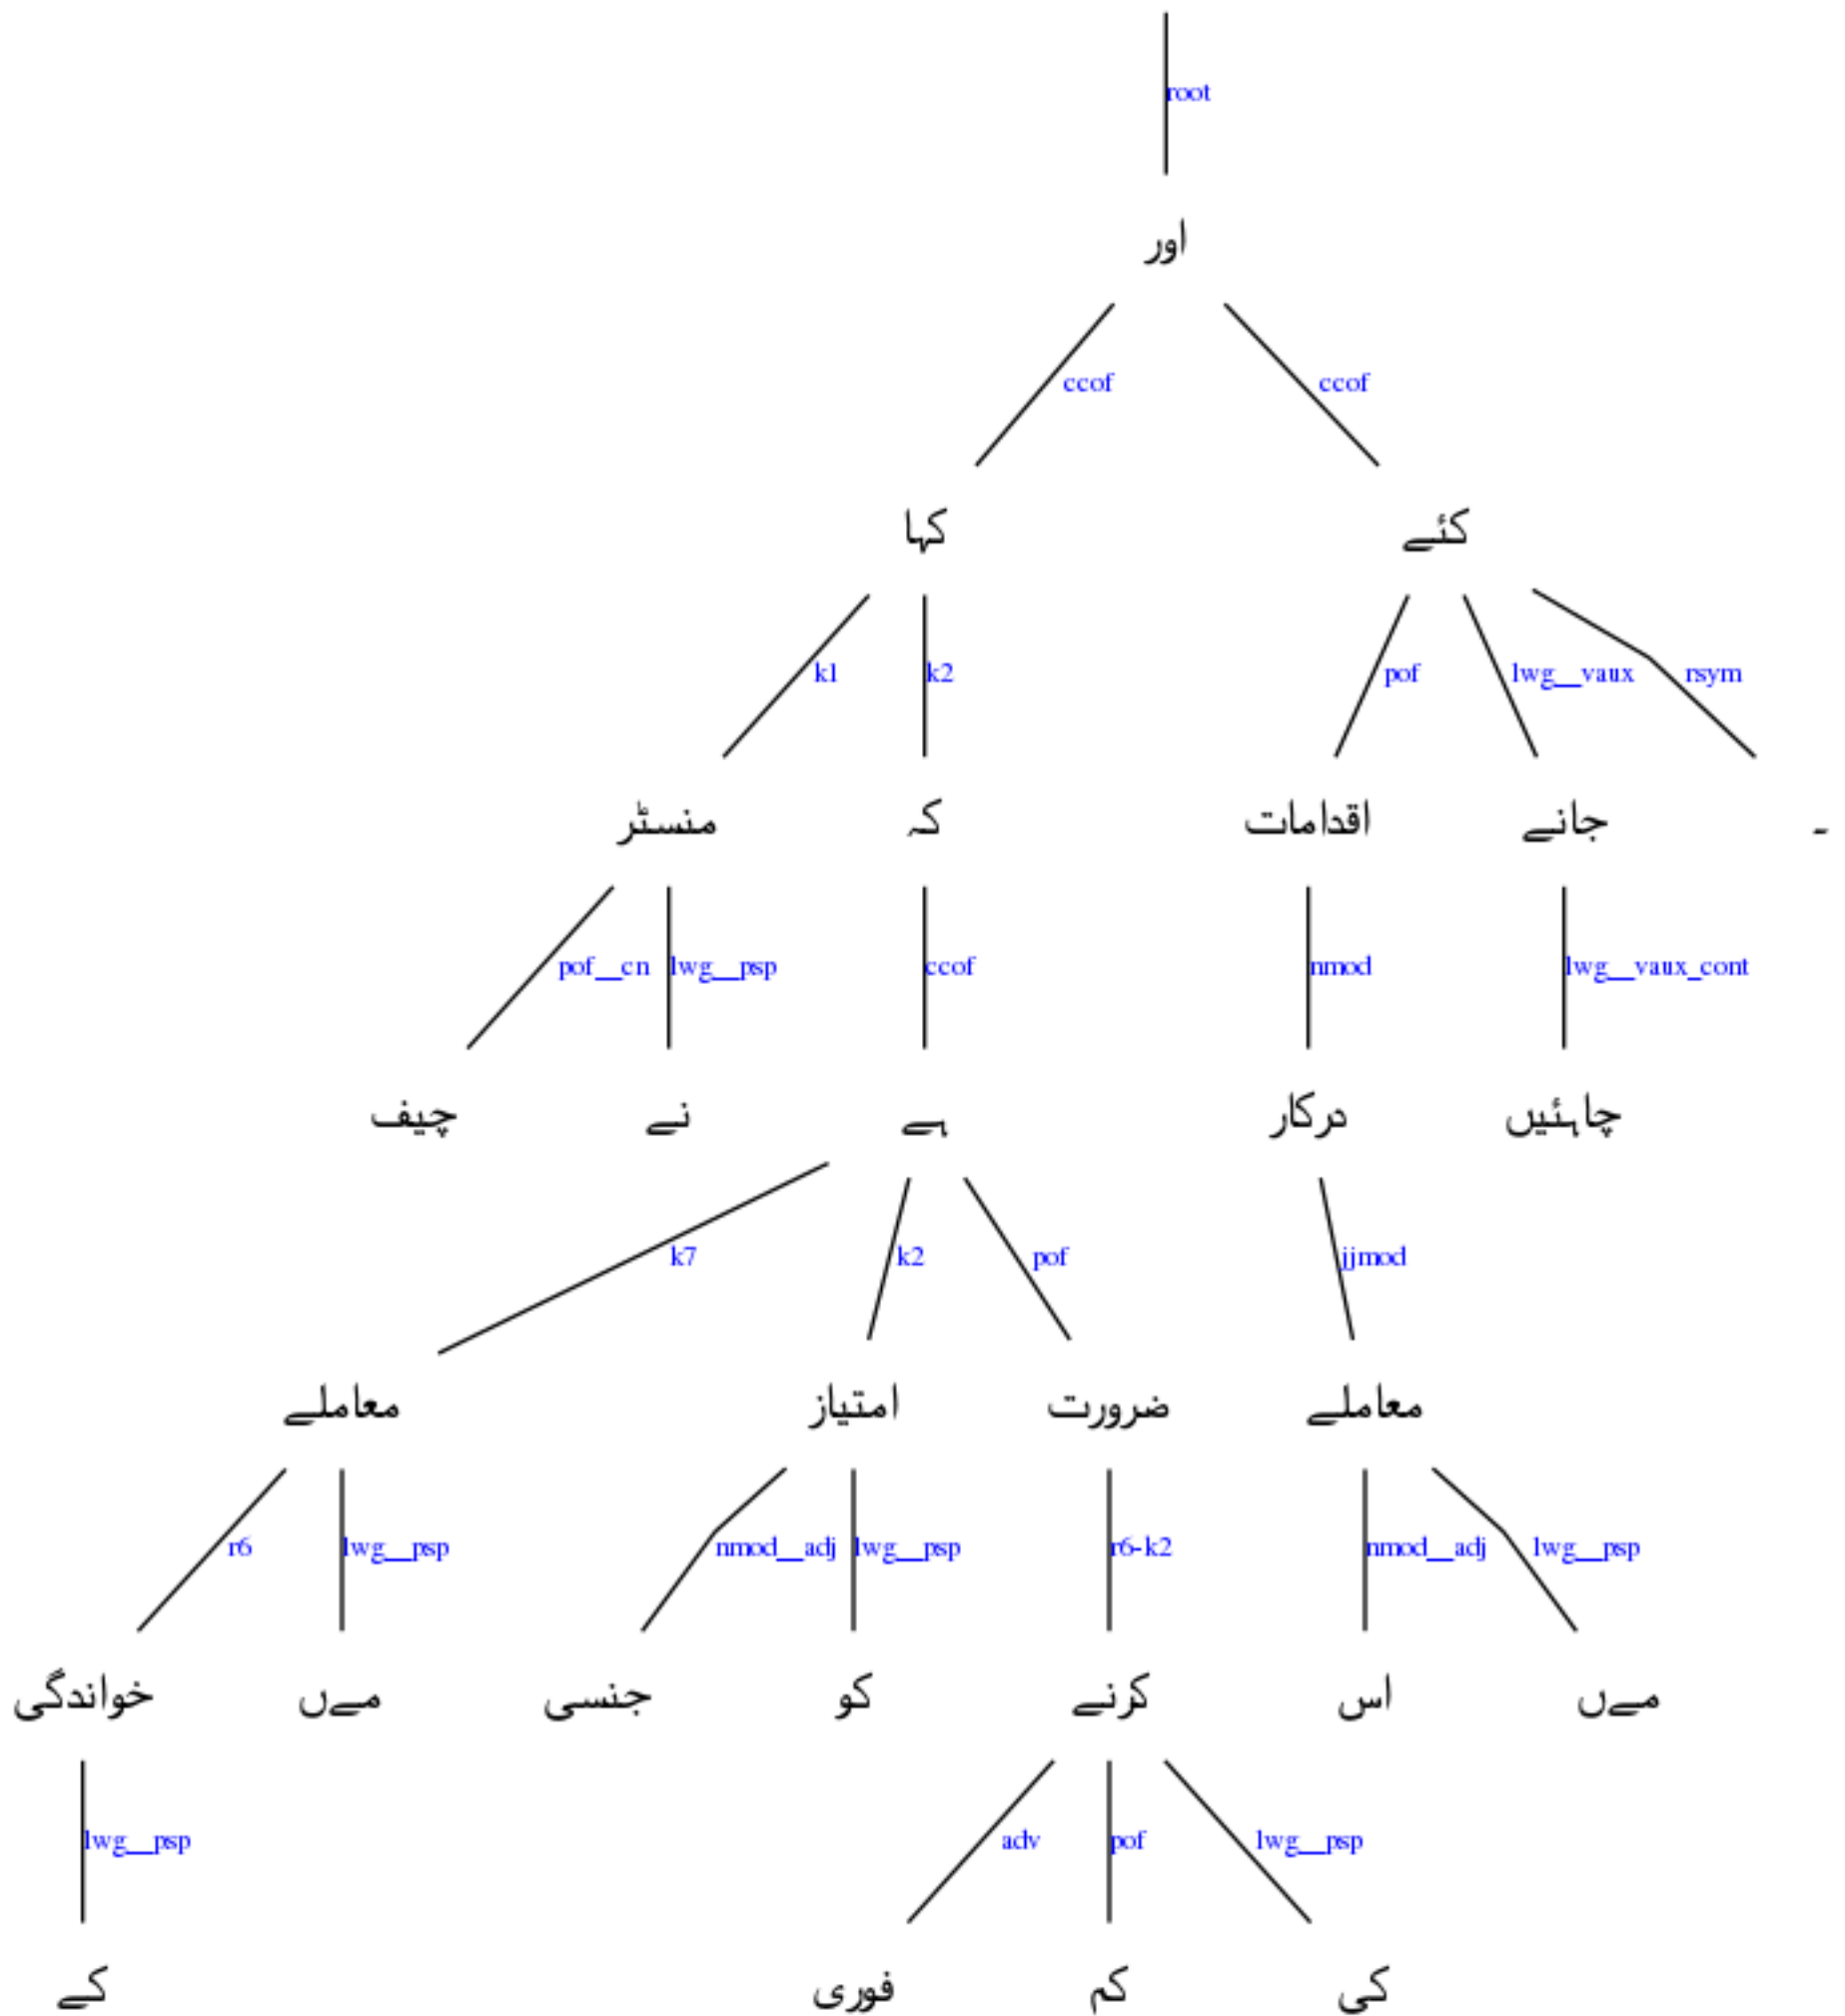 root
اور
ccof ccof
کہا کئے
k1 k2 pof lwg__vaux rsym
منسٹر کہ اقدامات جانے ۔
pof__cn lwg__psp ccof nmod lwg__vaux_cont
چیف نے ہے درکار چاہئیں
k7 k2 pof jjmod
معاملے امتیاز ضرورت معاملے
r6 lwg__psp nmod__adj lwg__psp r6-k2 nmod__adj lwg__psp
خواندگی مےں جنسی کو کرنے اس مےں
lwg__psp adv pof lwg__psp
کے فوری کم کی